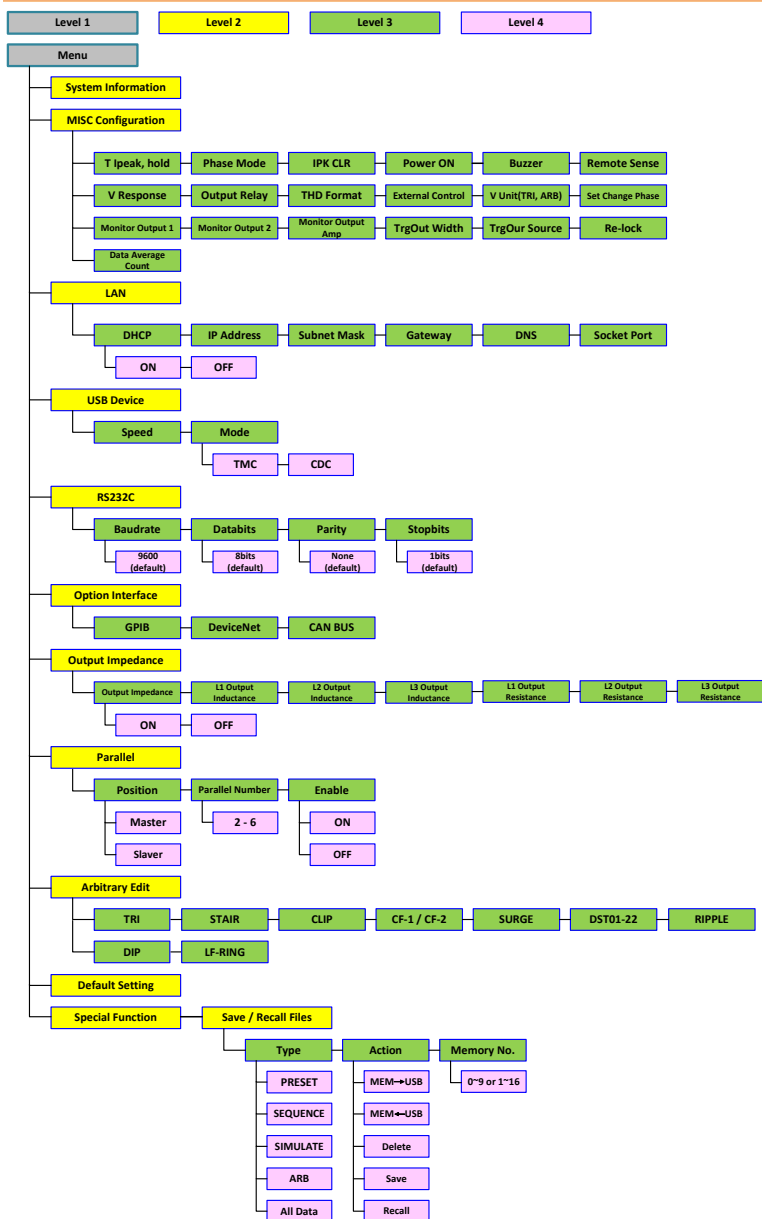 Level 1 Level 2 Level 3 Level 4
Menu
System Information
MISC Configuration
T Ipeak, hold Phase Mode IPK CLR Power ON Buzzer Remote Sense
V Response Output Relay THD Format External Control V Unit(TRI, ARB) Set Change Phase
Monitor Output 1 Monitor Output 2 Monitor Output Amp TrgOut Width TrgOur Source Re-lock
Data Average Count
LAN
DHCP IP Address Subnet Mask Gateway DNS Socket Port
ON OFF
USB Device
Speed Mode
TMC CDC
RS232C
Baudrate Databits Parity Stopbits
9600 (default) 8bits (default) None (default) 1bits (default)
Option Interface
GPIB DeviceNet CAN BUS
Output Impedance
Output Impedance L1 Output Inductance L2 Output Inductance L3 Output Inductance L1 Output Resistance L2 Output Resistance L3 Output Resistance
ON OFF
Parallel
Position Parallel Number Enable
Master 2 - 6 ON
Slaver OFF
Arbitrary Edit
TRI STAIR CLIP CF-1 / CF-2 SURGE DST01-22 RIPPLE
DIP LF-RING
Default Setting
Special Function Save / Recall Files
Type Action Memory No.
PRESET MEM→USB 0~9 or 1~16
SEQUENCE MEM←USB
SIMULATE Delete
ARB Save
All Data Recall